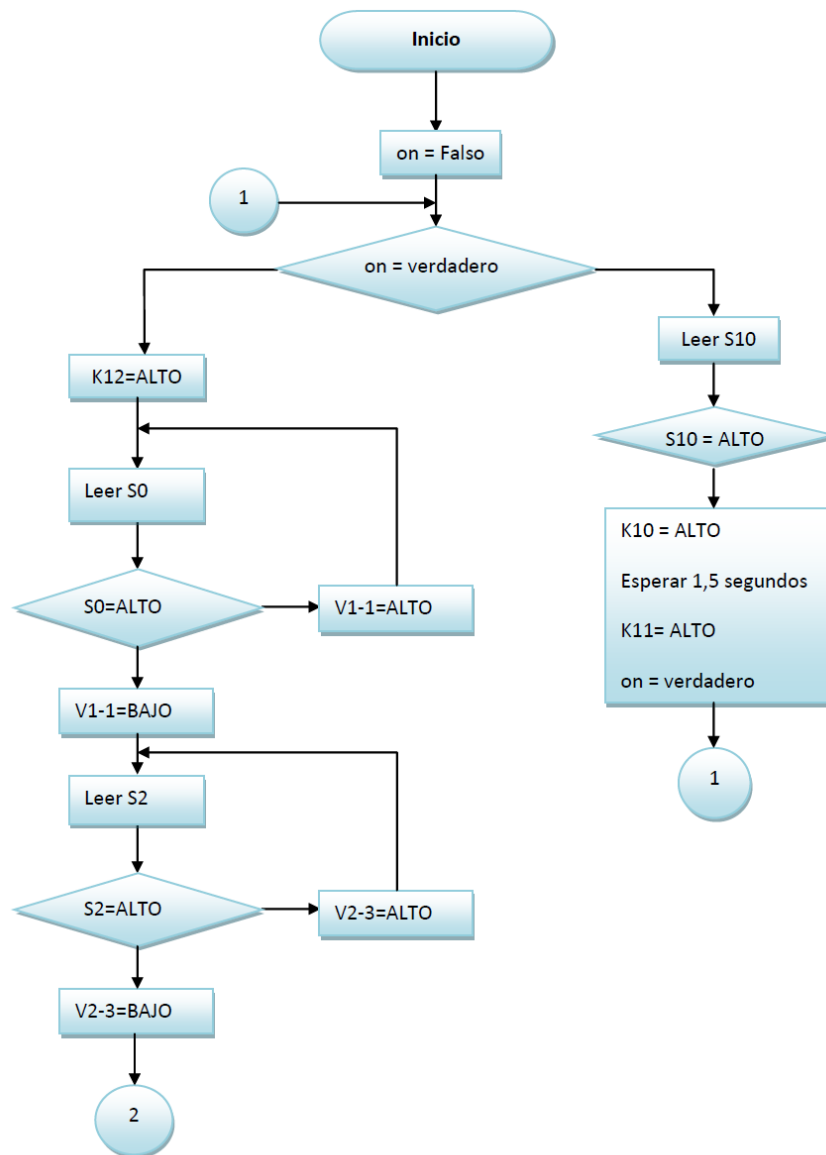 Inicio
on = Falso
1
on = verdadero
K12=ALTO
Leer S0
S0=ALTO
V1-1=ALTO
V1-1=BAJO
Leer S2
S2=ALTO
V2-3=ALTO
V2-3=BAJO
2
Leer S10
S10 = ALTO
K10 = ALTO
Esperar 1,5 segundos
K11= ALTO
on = verdadero
1